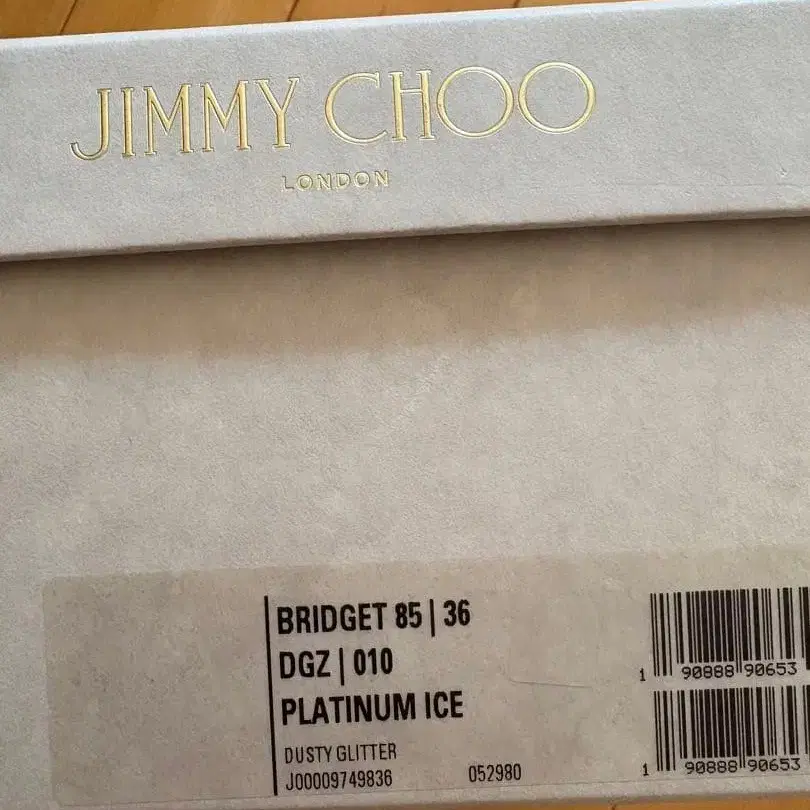 JIMMY CHOO
LONDON
BRIDGET 85 | 36
DGZ | 010
PLATINUM ICE
DUSTY GLITTER
J00009749836 052980
1 90888 90653
1 90888 90653